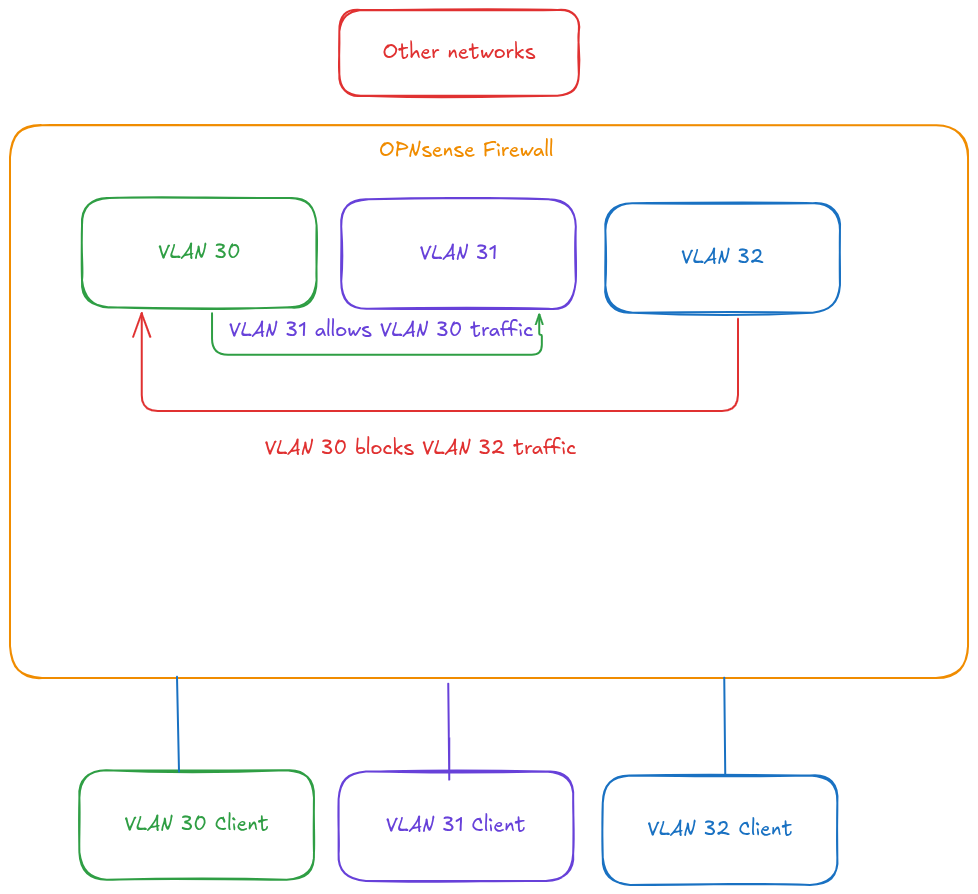 Other networks
OPNsense Firewall
VLAN 30
VLAN 31
VLAN 32
VLAN 31 allows VLAN 30 traffic
VLAN 30 blocks VLAN 32 traffic
VLAN 30 Client
VLAN 31 Client
VLAN 32 Client